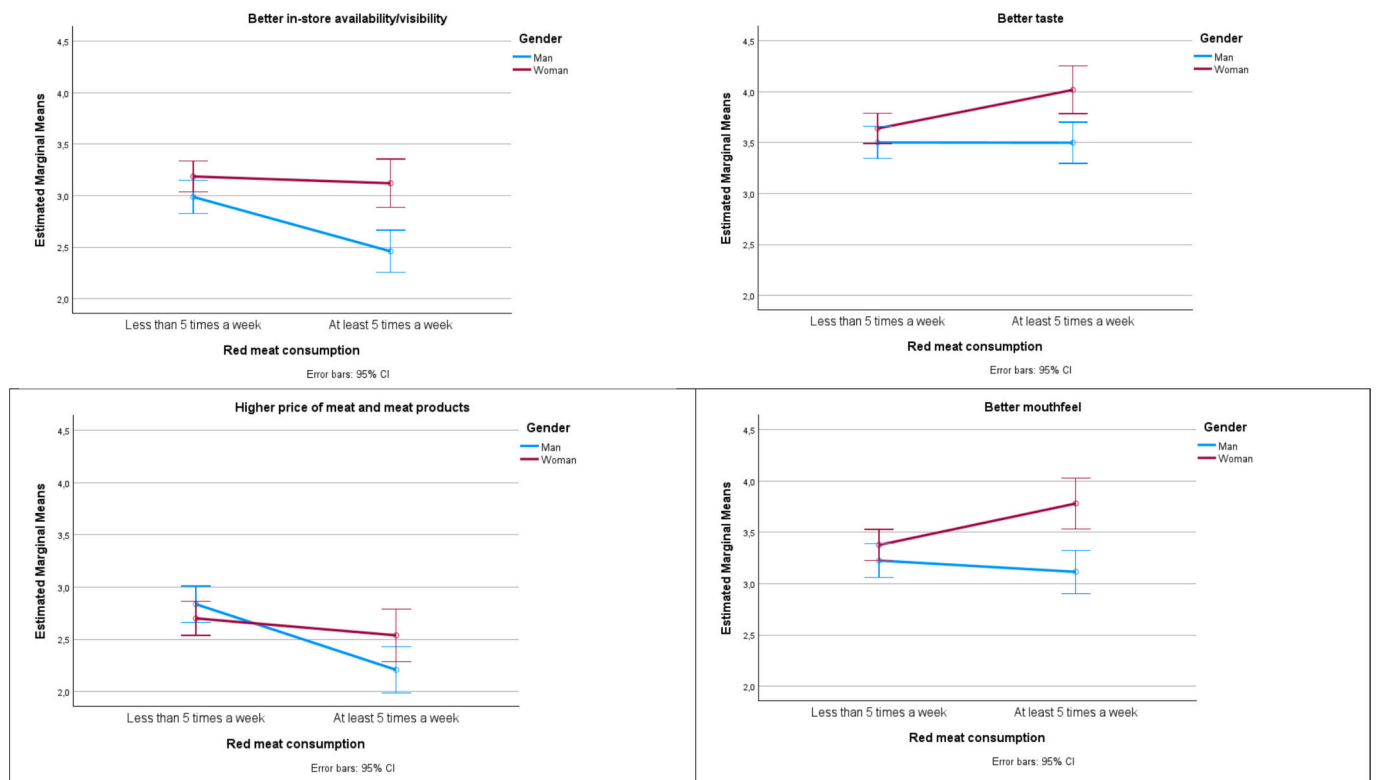 Better in-store availability/visibility
Gender
Man
Woman
Estimated Marginal Means
4,5
4,0
3,5
3,0
2,5
2,0
Less than 5 times a week
At least 5 times a week
Red meat consumption
Error bars: 95% CI
Better taste
Gender
Man
Woman
Estimated Marginal Means
4,5
4,0
3,5
3,0
2,5
2,0
Less than 5 times a week
At least 5 times a week
Red meat consumption
Error bars: 95% CI
Higher price of meat and meat products
Gender
Man
Woman
Estimated Marginal Means
4,5
4,0
3,5
3,0
2,5
2,0
Less than 5 times a week
At least 5 times a week
Red meat consumption
Error bars: 95% CI
Better mouthfeel
Gender
Man
Woman
Estimated Marginal Means
4,5
4,0
3,5
3,0
2,5
2,0
Less than 5 times a week
At least 5 times a week
Red meat consumption
Error bars: 95% CI